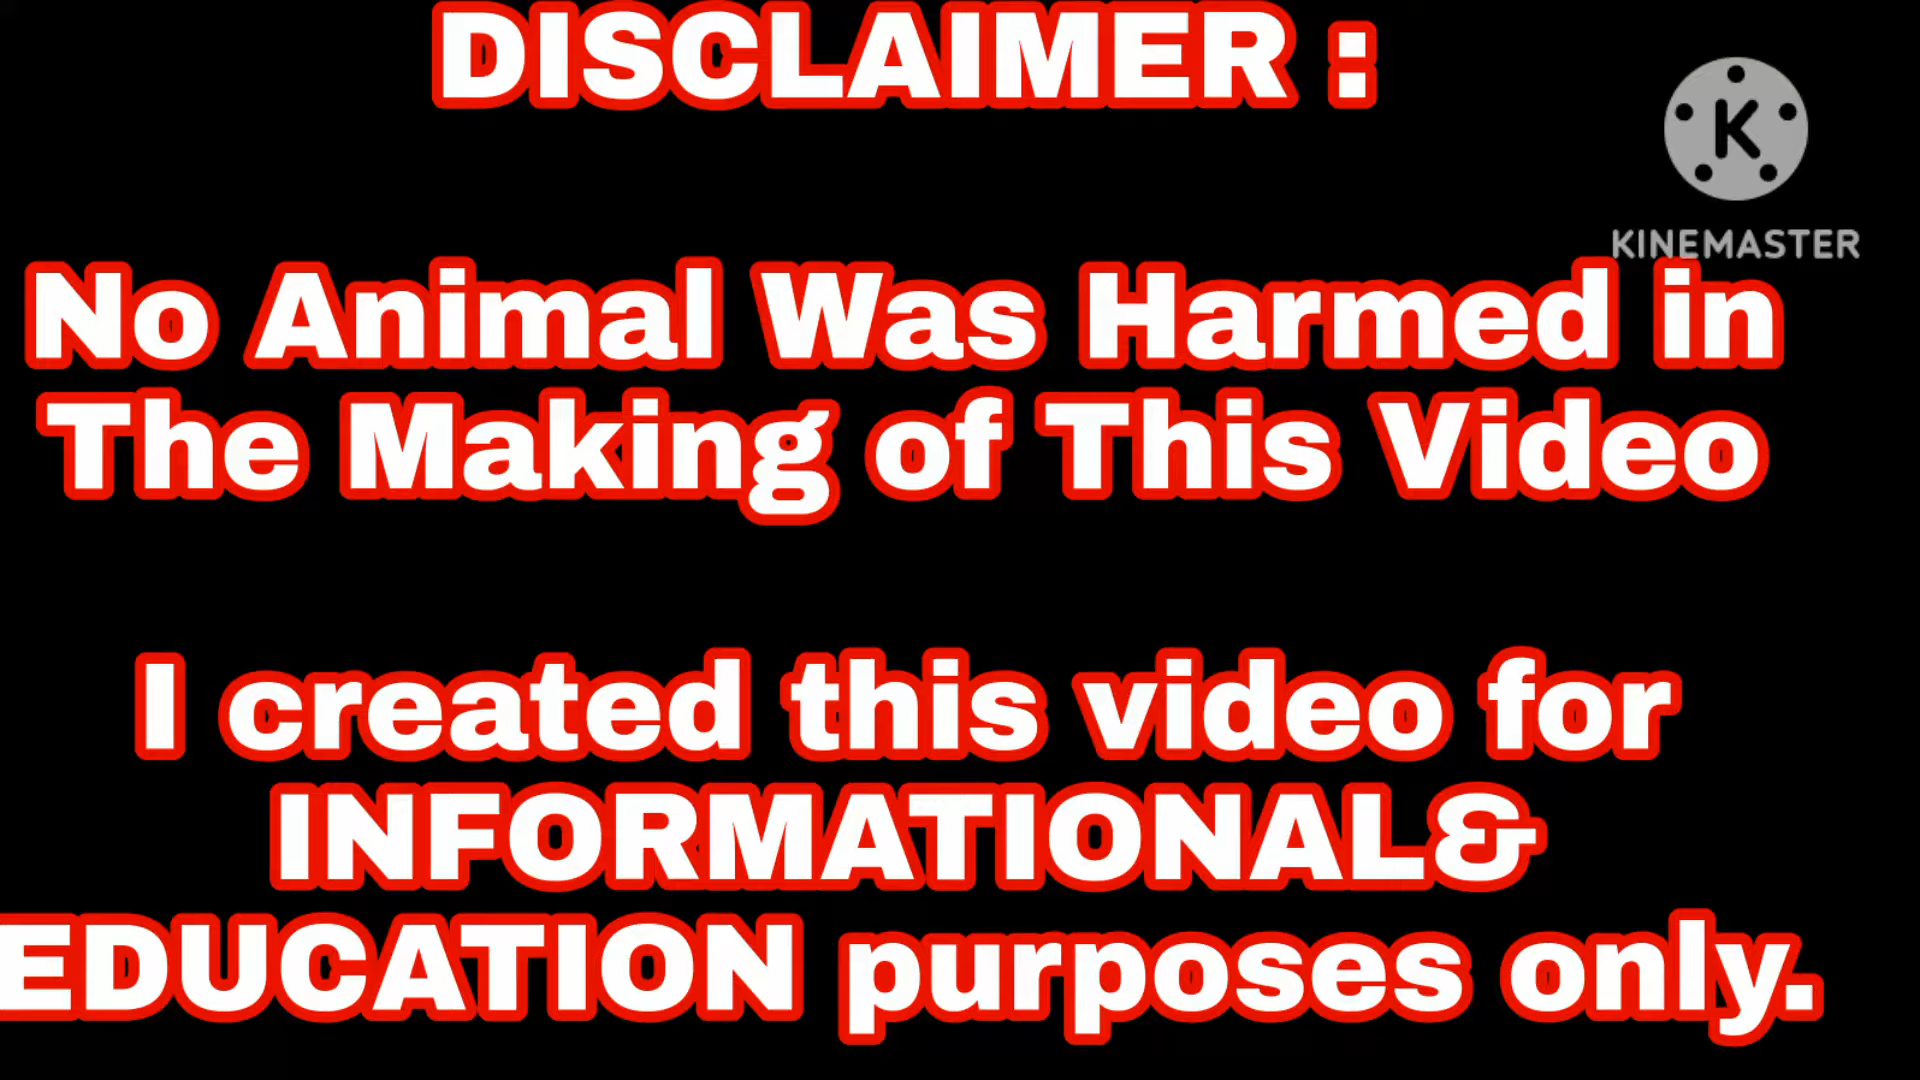 DISCLAIMER :
K
KINEMASTER
No Animal Was Harmed in
The Making of This Video
I created this video for
INFORMATIONAL&
EDUCATION purposes only.